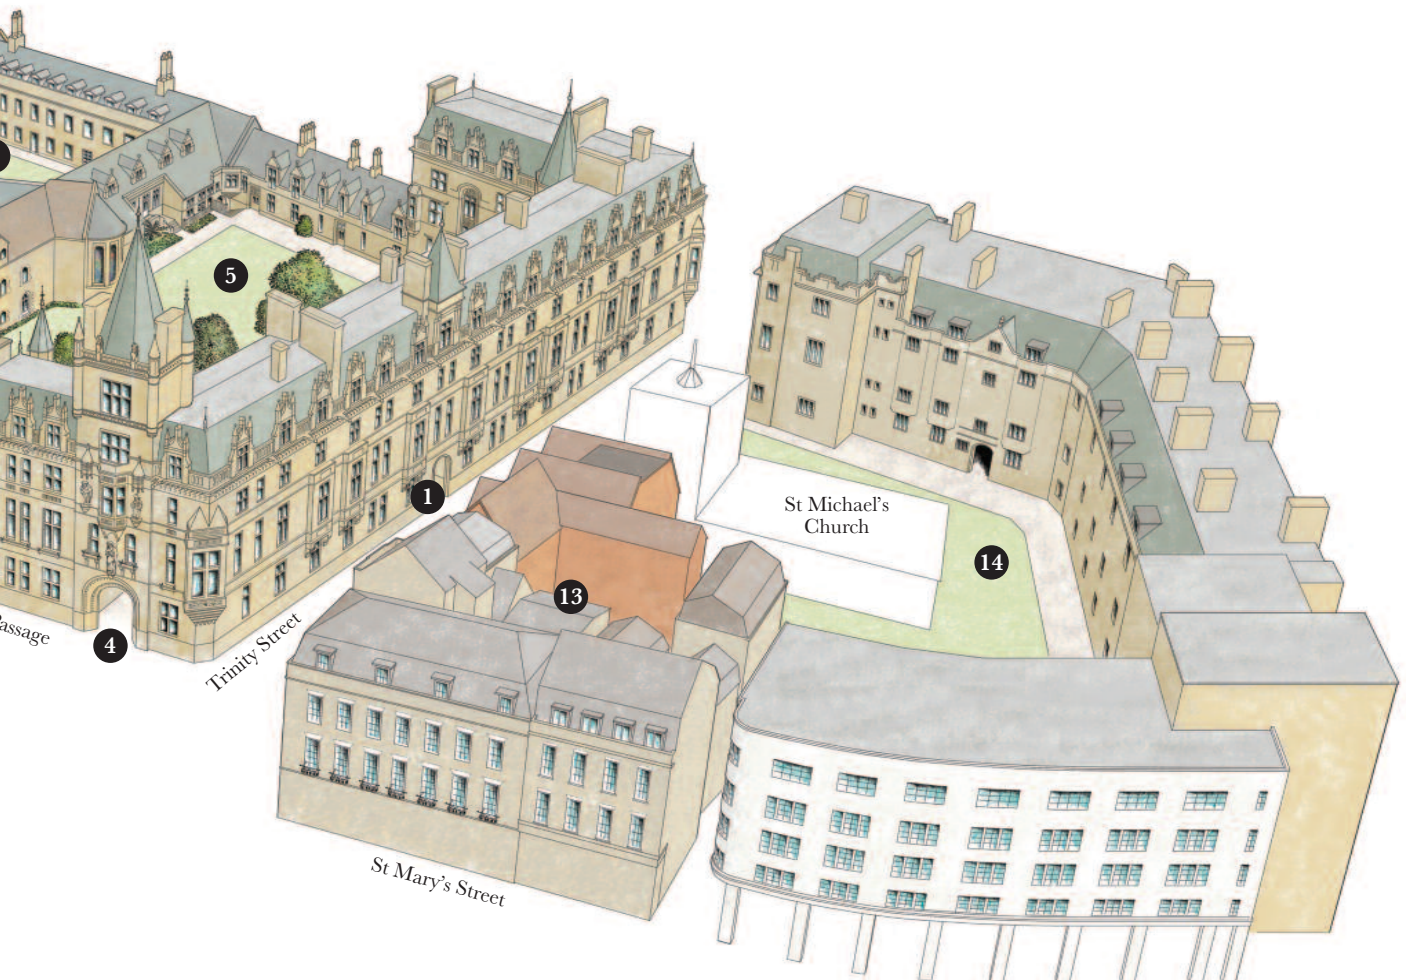 5
1
St Michael's
Church
14
13
assage
4
Trinity Street
St Mary's Street